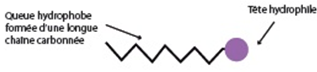 Queue hydrophobe
formée d'une longue
chaîne carbonnée
Tête hydrophile